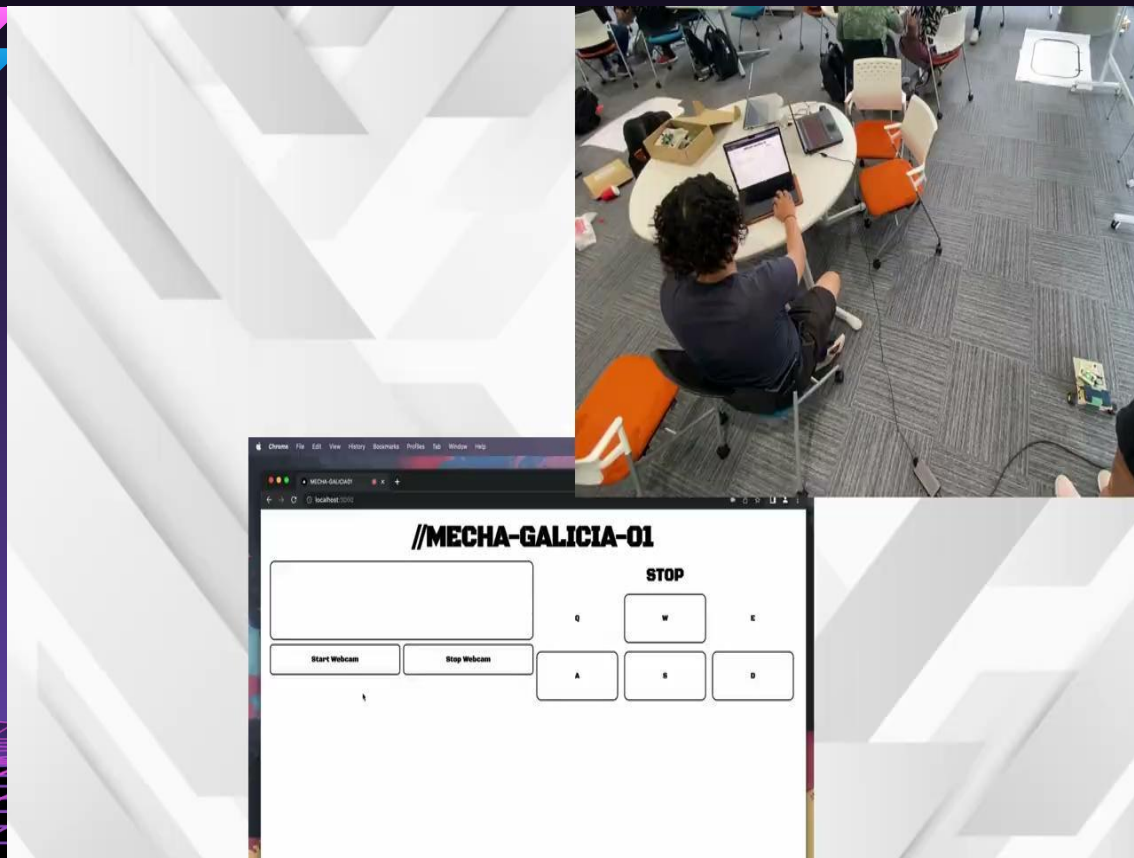 Chrome File Edit View History Bookmarks Profiles Tab Window Help
MECHA-GALICIA01
localhost
//MECHA-GALICIA-01
STOP
Q W E
Start Webcam Stop Webcam
A S D